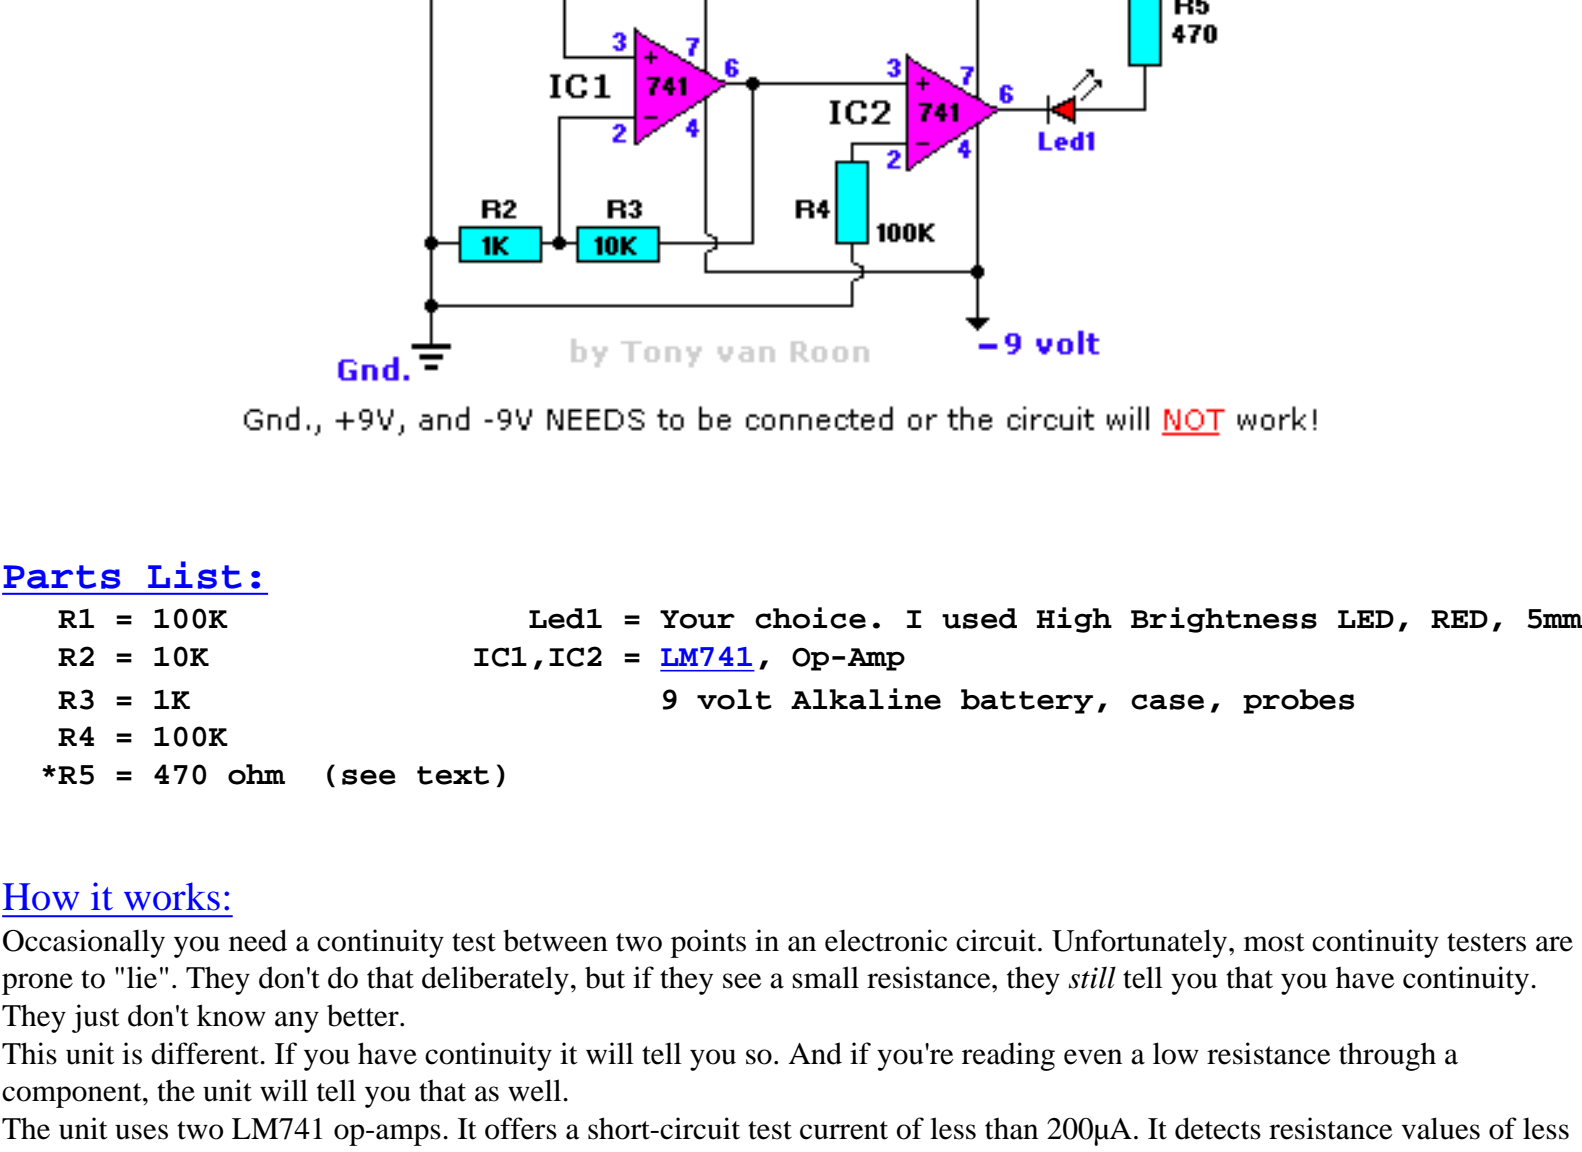 R5
470
3
7
+
6
IC1
741
3
7
−
+
6
2
4
IC2
741
−
Led1
2
4
R2
R3
R4
1K
10K
100K
by Tony van Roon
−9 volt
Gnd.
Gnd., +9V, and -9V NEEDS to be connected or the circuit will NOT work!
Parts List:
R1 = 100K Led1 = Your choice. I used High Brightness LED, RED, 5mm
R2 = 10K IC1,IC2 = LM741, Op-Amp
R3 = 1K 9 volt Alkaline battery, case, probes
R4 = 100K
*R5 = 470 ohm (see text)
How it works:
Occasionally you need a continuity test between two points in an electronic circuit. Unfortunately, most continuity testers are
prone to "lie". They don't do that deliberately, but if they see a small resistance, they still tell you that you have continuity.
They just don't know any better.
This unit is different. If you have continuity it will tell you so. And if you're reading even a low resistance through a
component, the unit will tell you that as well.
The unit uses two LM741 op-amps. It offers a short-circuit test current of less than 200µA. It detects resistance values of less